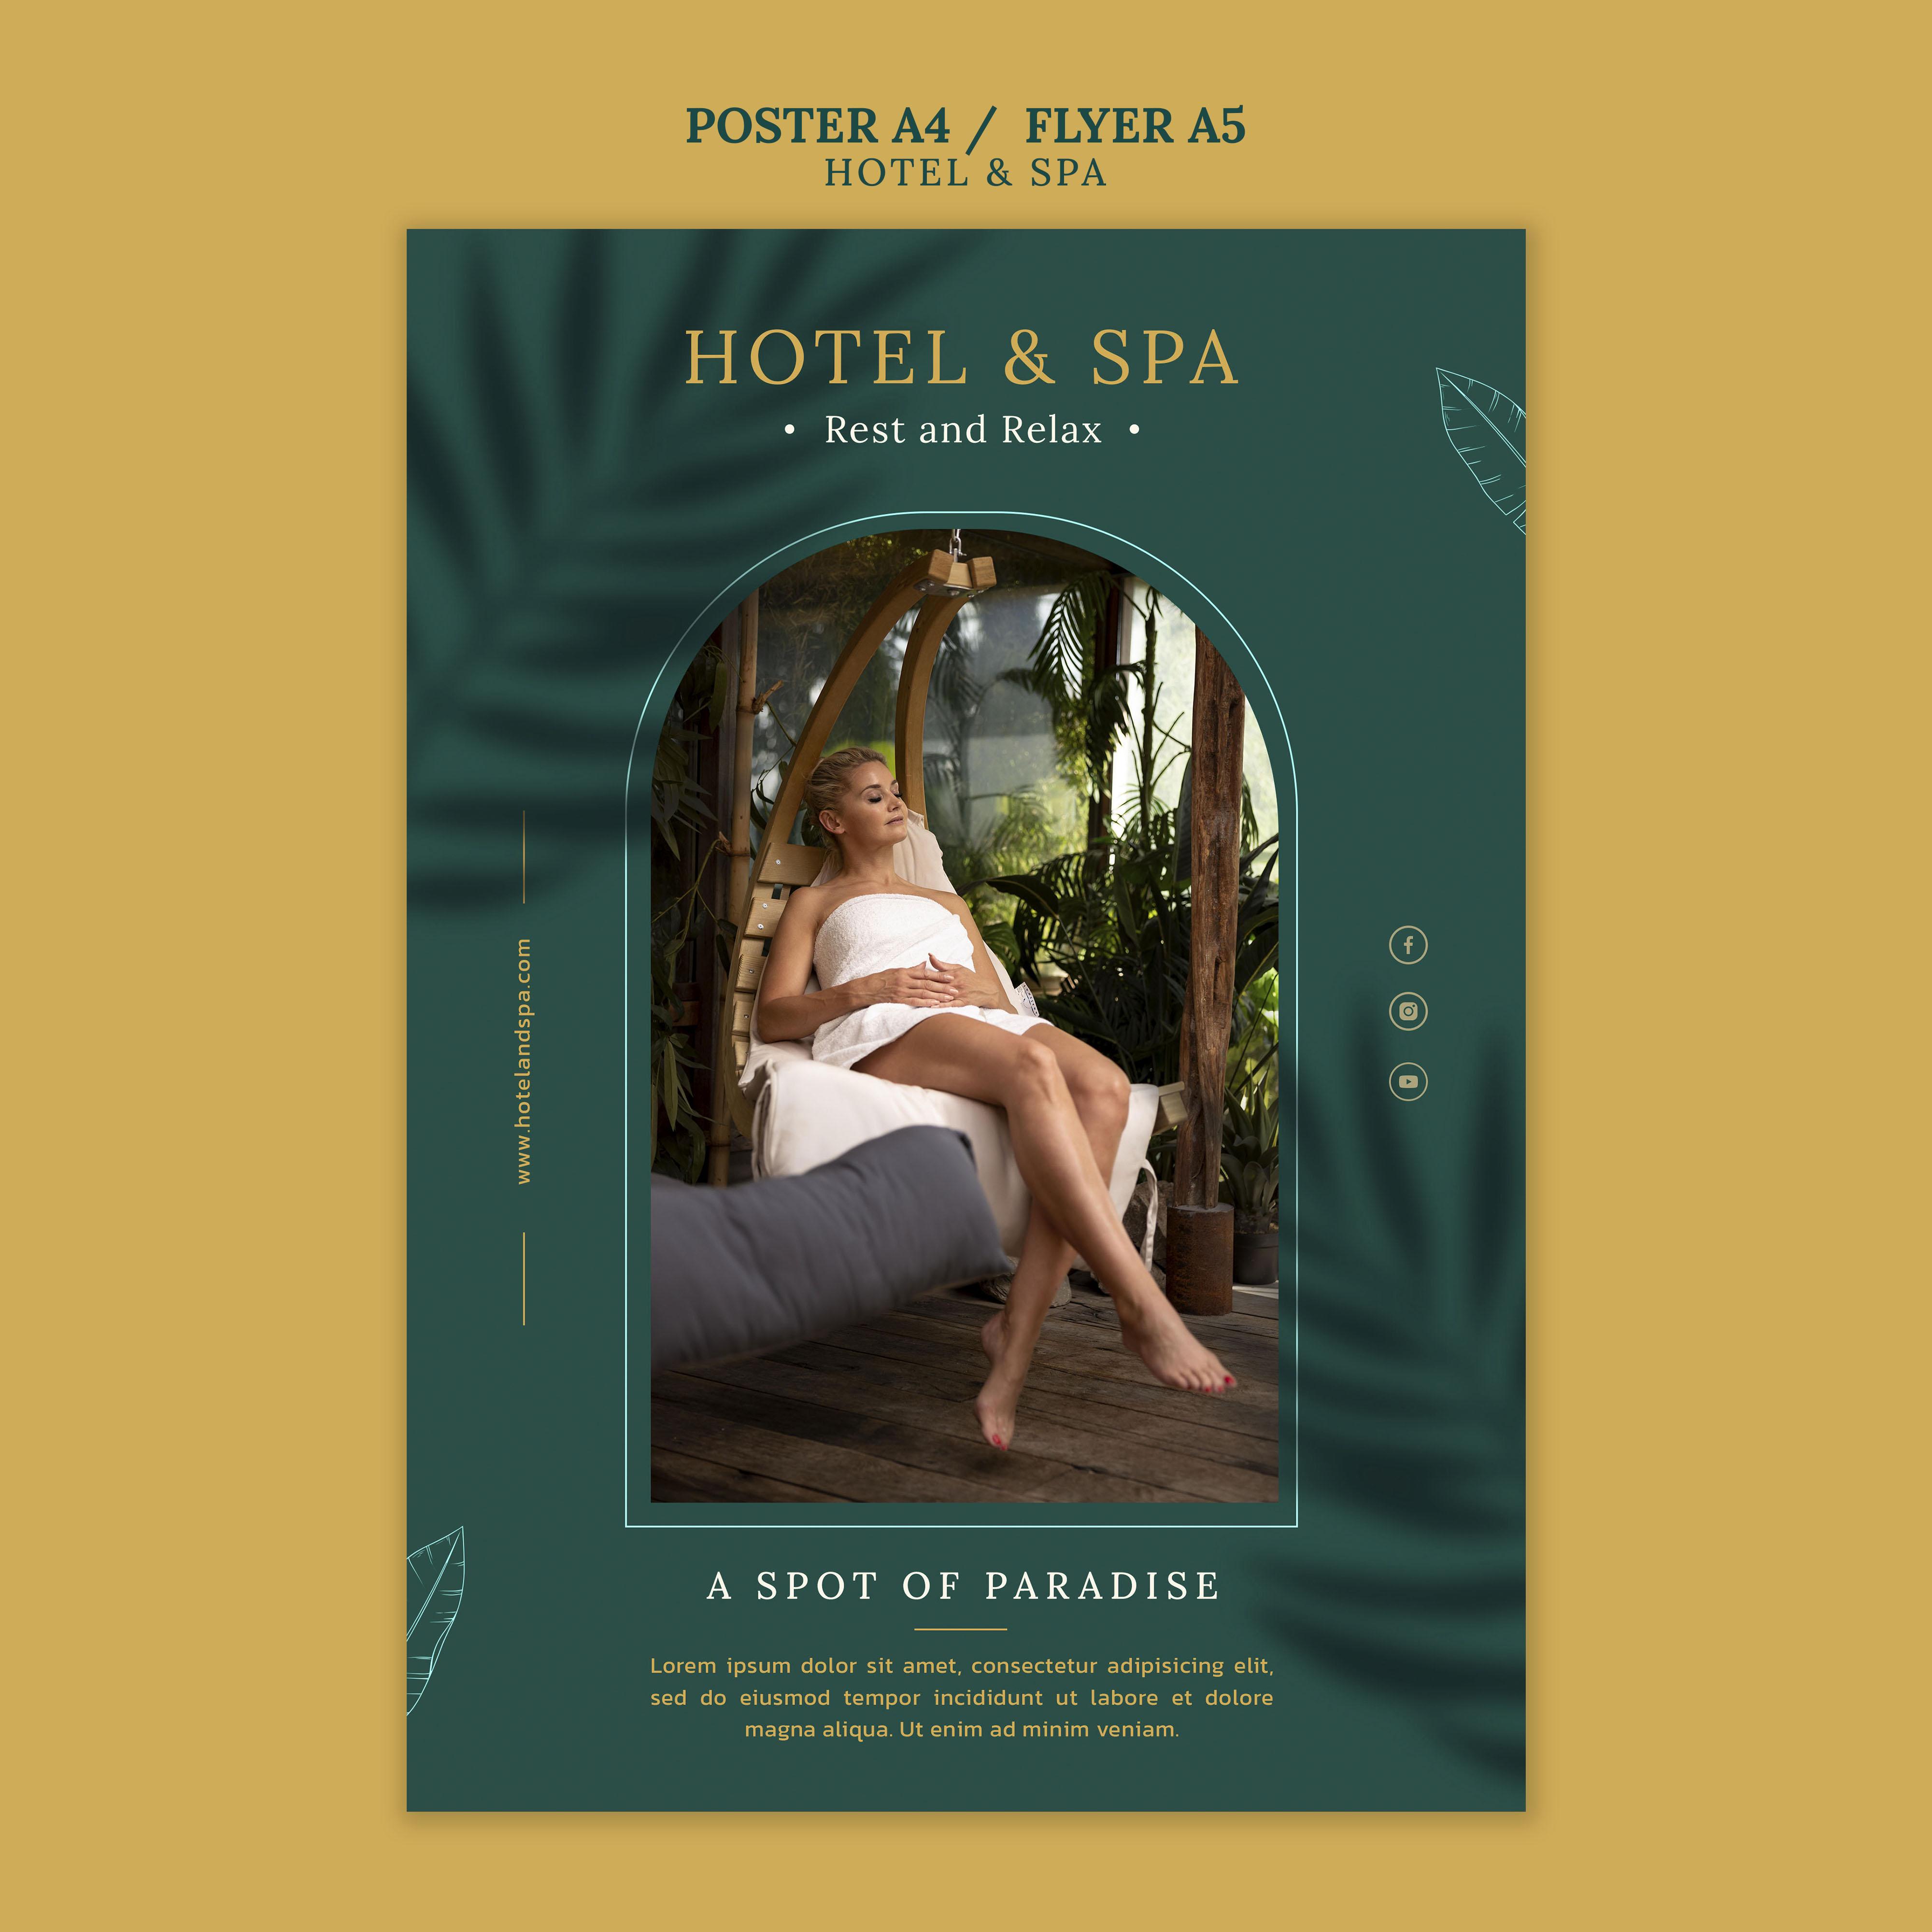 POSTER A4 / FLYER A5
HOTEL & SPA
HOTEL & SPA
• Rest and Relax •
www.hotelandspa.com
A SPOT OF PARADISE
Lorem ipsum dolor sit amet, consectetur adipisicing elit,
sed do eiusmod tempor incididunt ut labore et dolore
magna aliqua. Ut enim ad minim veniam.